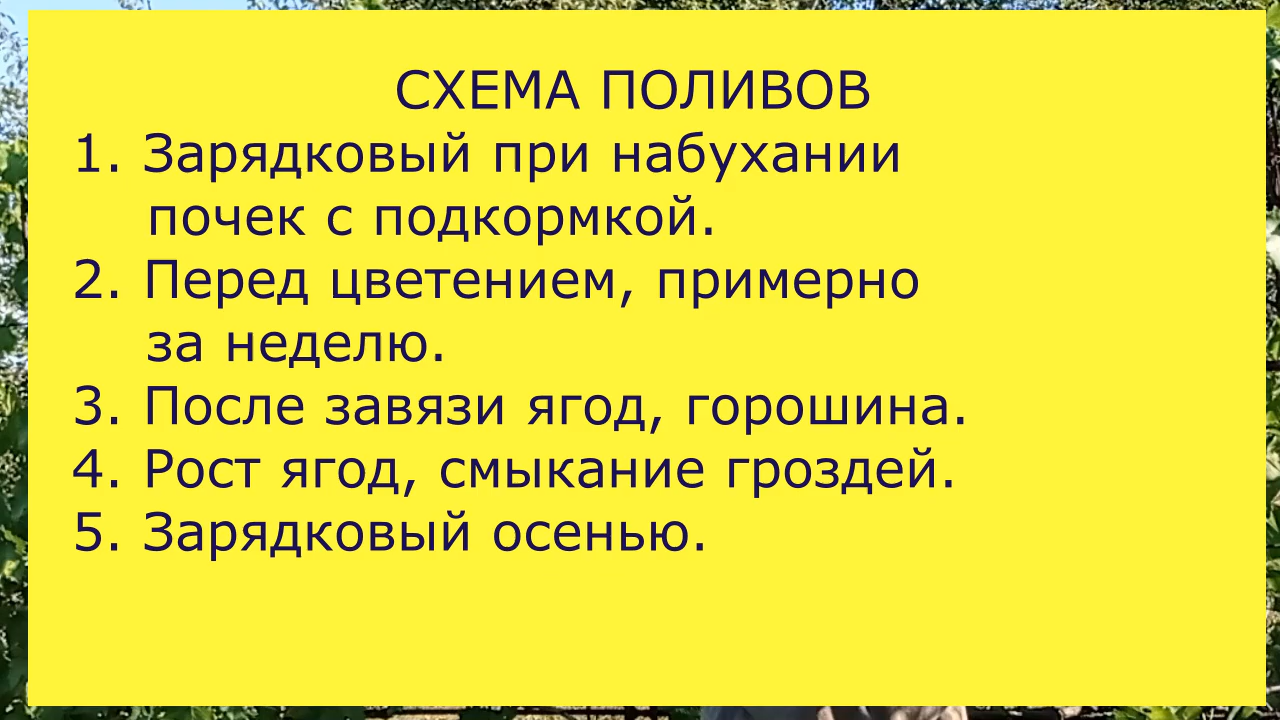 СХЕМА ПОЛИВОВ
1. Зарядковый при набухании
почек с подкормкой.
2. Перед цветением, примерно
за неделю.
3. После завязи ягод, горошина.
4. Рост ягод, смыкание гроздей.
5. Зарядковый осенью.